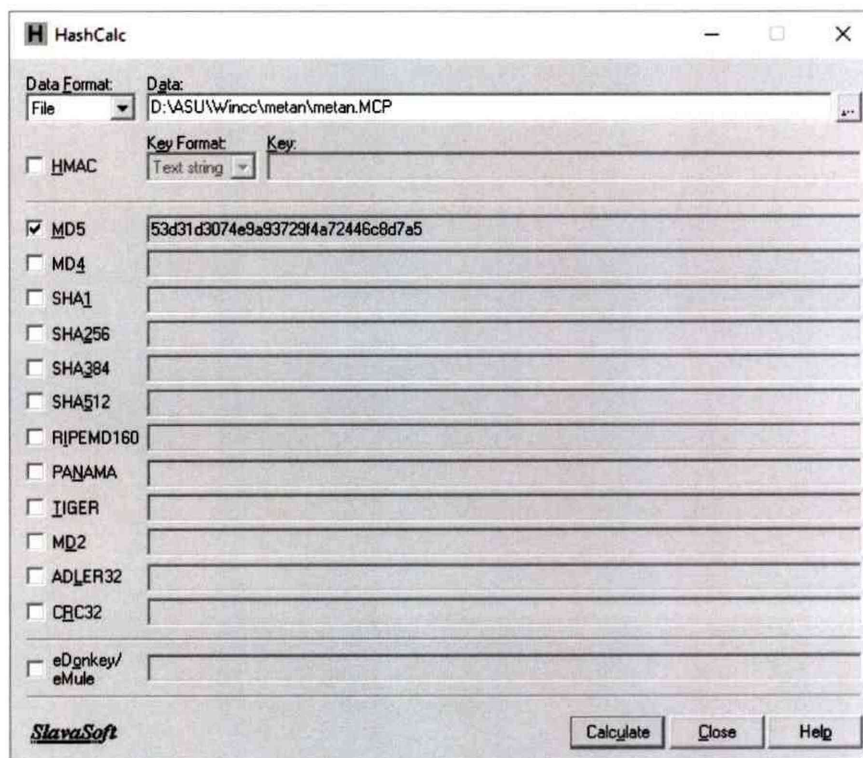 H HashCalc
Data Format: Data:
File D:\ASU\Wincc\metan\metan.MCP ...
Key Format: Key:
HMAC Text string
MD5 53d31d3074e9a93729f4a72446c8d7a5
MD4
SHA1
SHA256
SHA384
SHA512
RIPEMD160
PANAMA
TIGER
MD2
ADLER32
CRC32
eDonkey/
eMule
SlavaSoft Calculate Close Help